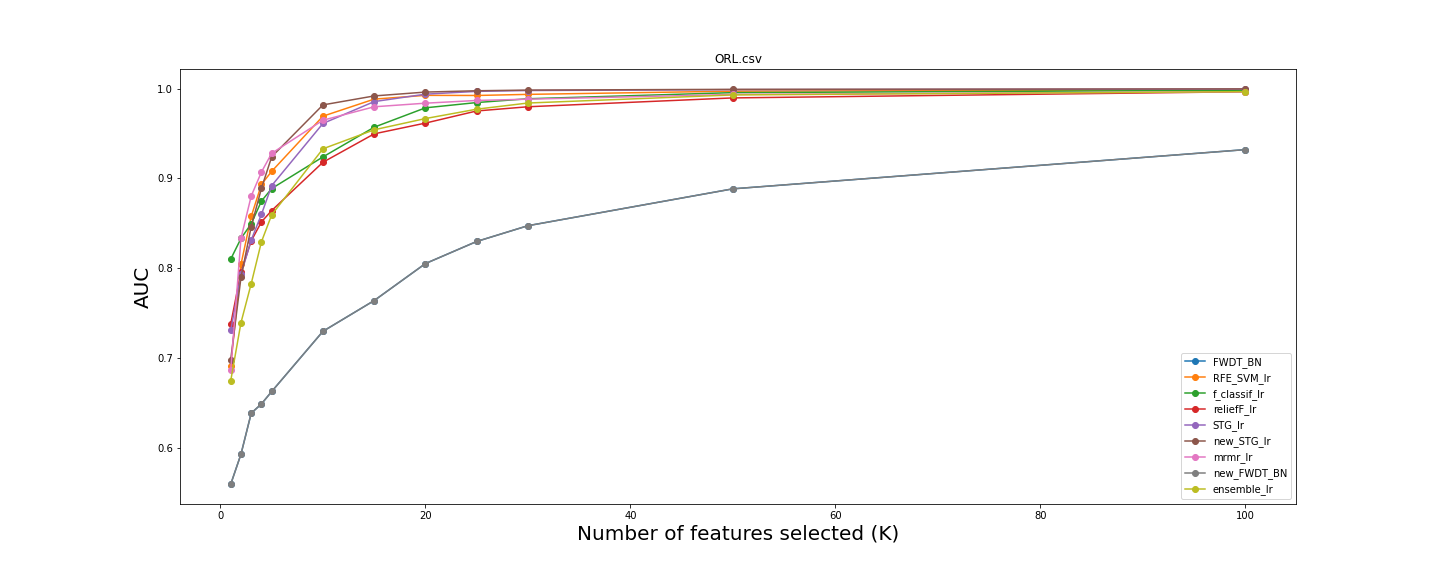 ORL.csv
AUC
1.0
0.9
0.8
0.7
0.6
0 20 40 60 80 100
Number of features selected (K)
FWDT_BN
RFE_SVM_lr
f_classif_lr
reliefF_lr
STG_lr
new_STG_lr
mrmr_lr
new_FWDT_BN
ensemble_lr